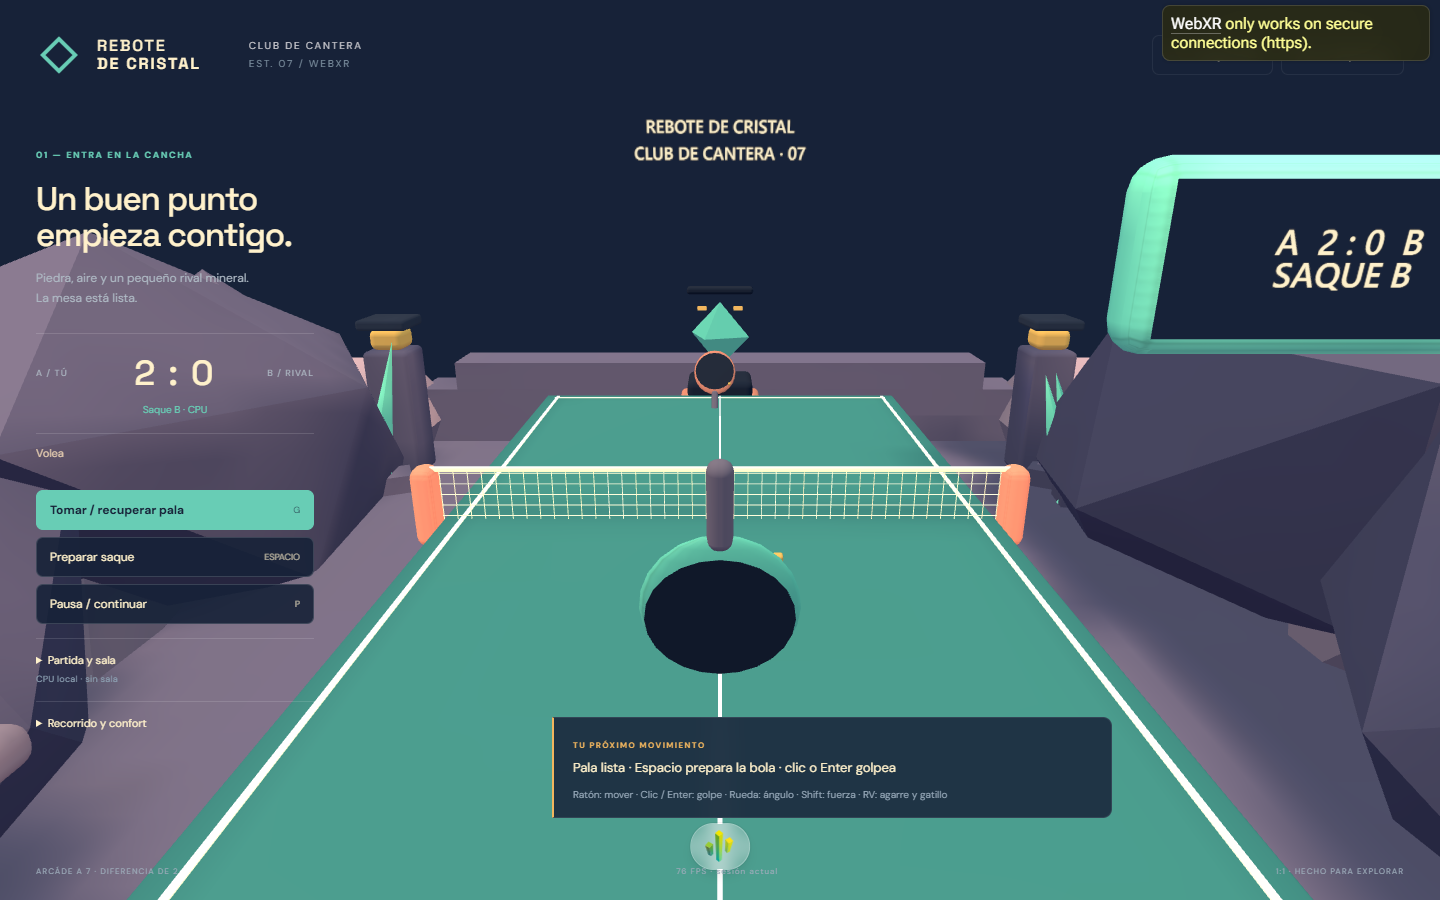 REBOTE
DE CRISTAL
CLUB DE CANTERA
EST. 07 / WEBXR
WebXR only works on secure
connections (https).
REBOTE DE CRISTAL
CLUB DE CANTERA · 07
01 — ENTRA EN LA CANCHA
Un buen punto
empieza contigo.
Piedra, aire y un pequeño rival mineral.
La mesa está lista.
A 2:0 B
SAQUE B
A / TÚ
2 : 0
B / RIVAL
Saque B · CPU
Volea
Tomar / recuperar pala G
Preparar saque ESPACIO
Pausa / continuar P
Partida y sala
CPU local · sin sala
Recorrido y confort
TU PRÓXIMO MOVIMIENTO
Pala lista · Espacio prepara la bola · clic o Enter golpea
Ratón: mover · Clic / Enter: golpe · Rueda: ángulo · Shift: fuerza · RV: agarre y gatillo
ARCÁDE A 7 · DIFERENCIA DE 2
76 FPS · sesión actual
1:1 · HECHO PARA EXPLORAR